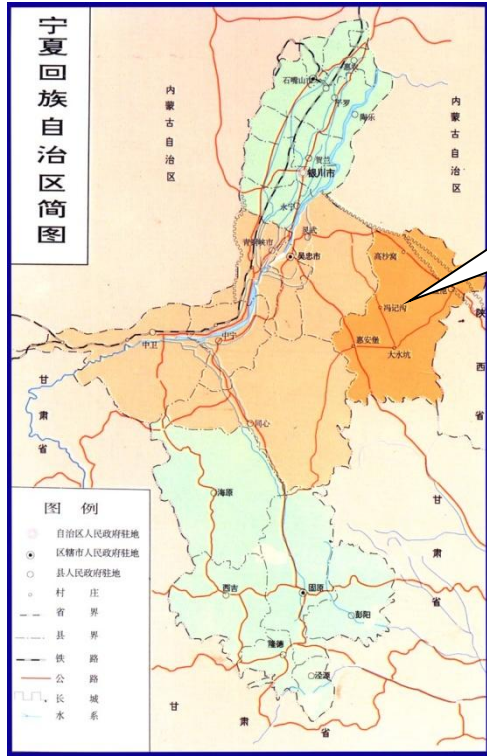 宁夏回族自治区简图
内蒙古自治区
内蒙古自治区
惠农
石嘴山市
平罗
陶乐
贺兰
银川市
永宁
灵武
青铜峡市
吴忠市
高沙窝
冯记沟
陕西省
惠安堡
大水坑
中卫
中宁
甘肃省
同心
海原
甘肃省
西吉
固原
彭阳
隆德
泾源
甘肃省
图例
自治区人民政府驻地
区辖市人民政府驻地
县人民政府驻地
村庄
省界
县界
铁路
公路
长城
水系